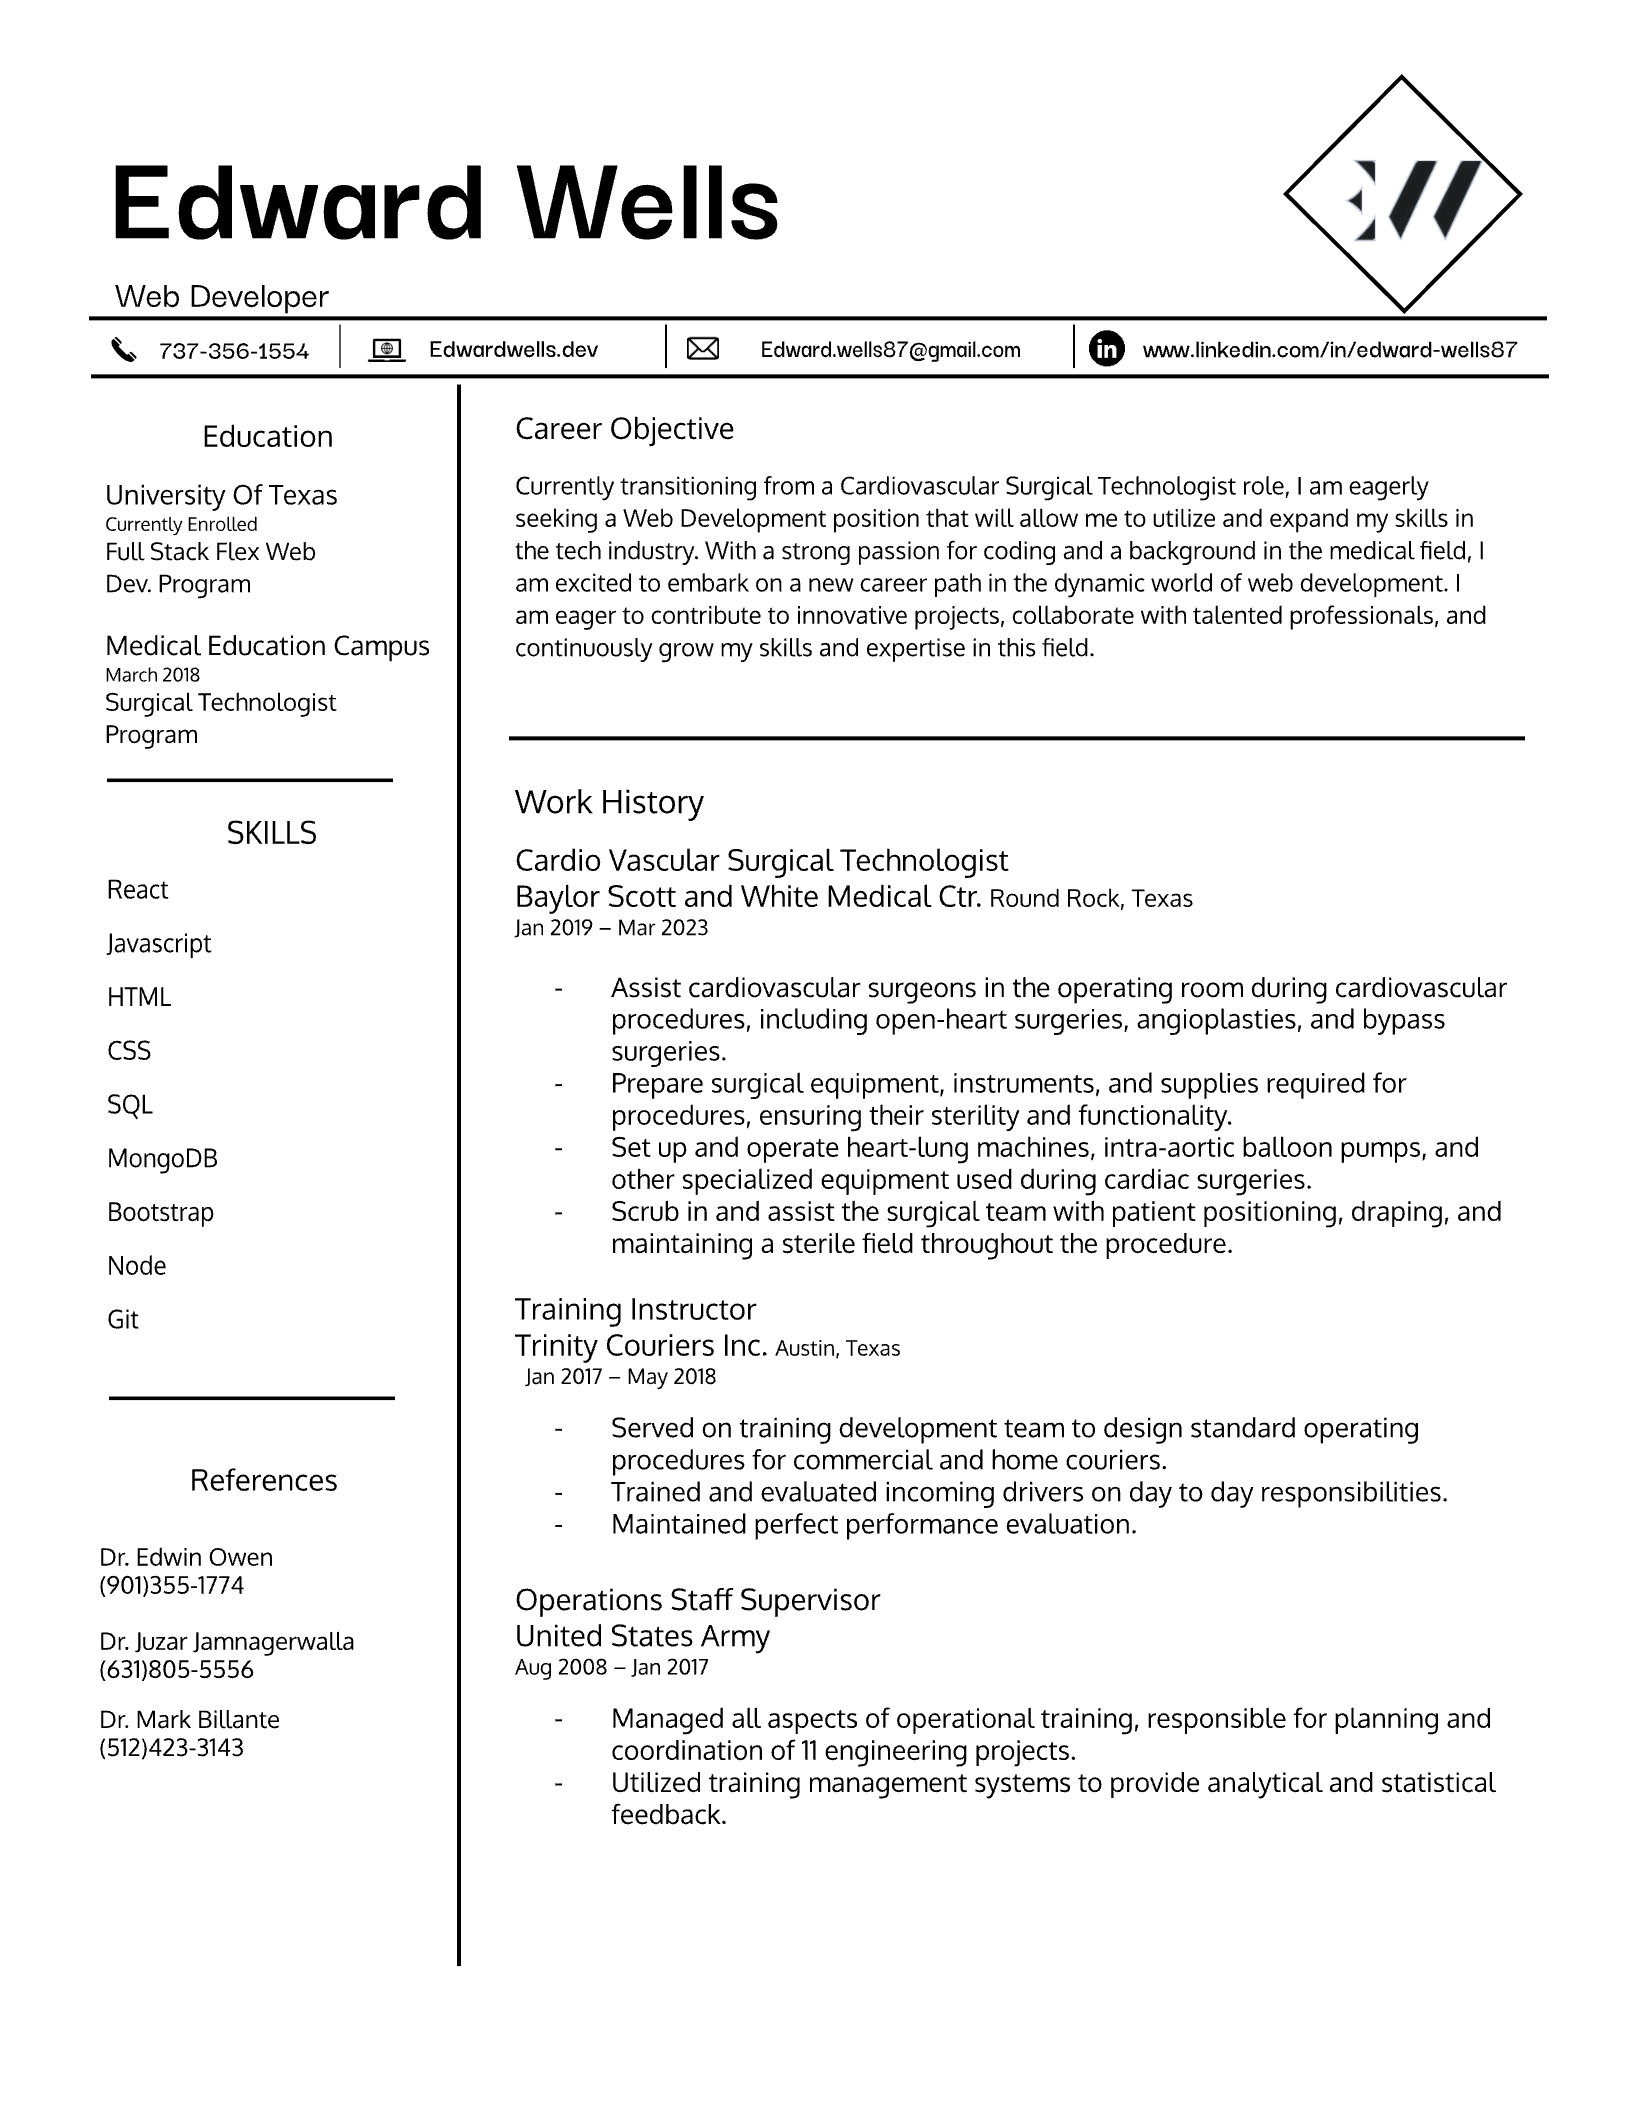 Edward Wells
EW
Web Developer
737-356-1554
Edwardwells.dev
Edward.wells87@gmail.com
in
www.linkedin.com/in/edward-wells87
Education
University Of Texas
Currently Enrolled
Full Stack Flex Web
Dev. Program
Medical Education Campus
March 2018
Surgical Technologist
Program
SKILLS
React
Javascript
HTML
CSS
SQL
MongoDB
Bootstrap
Node
Git
References
Dr. Edwin Owen
(901)355-1774
Dr. Juzar Jamnagerwalla
(631)805-5556
Dr. Mark Billante
(512)423-3143
Career Objective
Currently transitioning from a Cardiovascular Surgical Technologist role, I am eagerly
seeking a Web Development position that will allow me to utilize and expand my skills in
the tech industry. With a strong passion for coding and a background in the medical field, I
am excited to embark on a new career path in the dynamic world of web development. I
am eager to contribute to innovative projects, collaborate with talented professionals, and
continuously grow my skills and expertise in this field.
Work History
Cardio Vascular Surgical Technologist
Baylor Scott and White Medical Ctr. Round Rock, Texas
Jan 2019 – Mar 2023
- Assist cardiovascular surgeons in the operating room during cardiovascular
procedures, including open-heart surgeries, angioplasties, and bypass
surgeries.
- Prepare surgical equipment, instruments, and supplies required for
procedures, ensuring their sterility and functionality.
- Set up and operate heart-lung machines, intra-aortic balloon pumps, and
other specialized equipment used during cardiac surgeries.
- Scrub in and assist the surgical team with patient positioning, draping, and
maintaining a sterile field throughout the procedure.
Training Instructor
Trinity Couriers Inc. Austin, Texas
Jan 2017 – May 2018
- Served on training development team to design standard operating
procedures for commercial and home couriers.
- Trained and evaluated incoming drivers on day to day responsibilities.
- Maintained perfect performance evaluation.
Operations Staff Supervisor
United States Army
Aug 2008 – Jan 2017
- Managed all aspects of operational training, responsible for planning and
coordination of 11 engineering projects.
- Utilized training management systems to provide analytical and statistical
feedback.